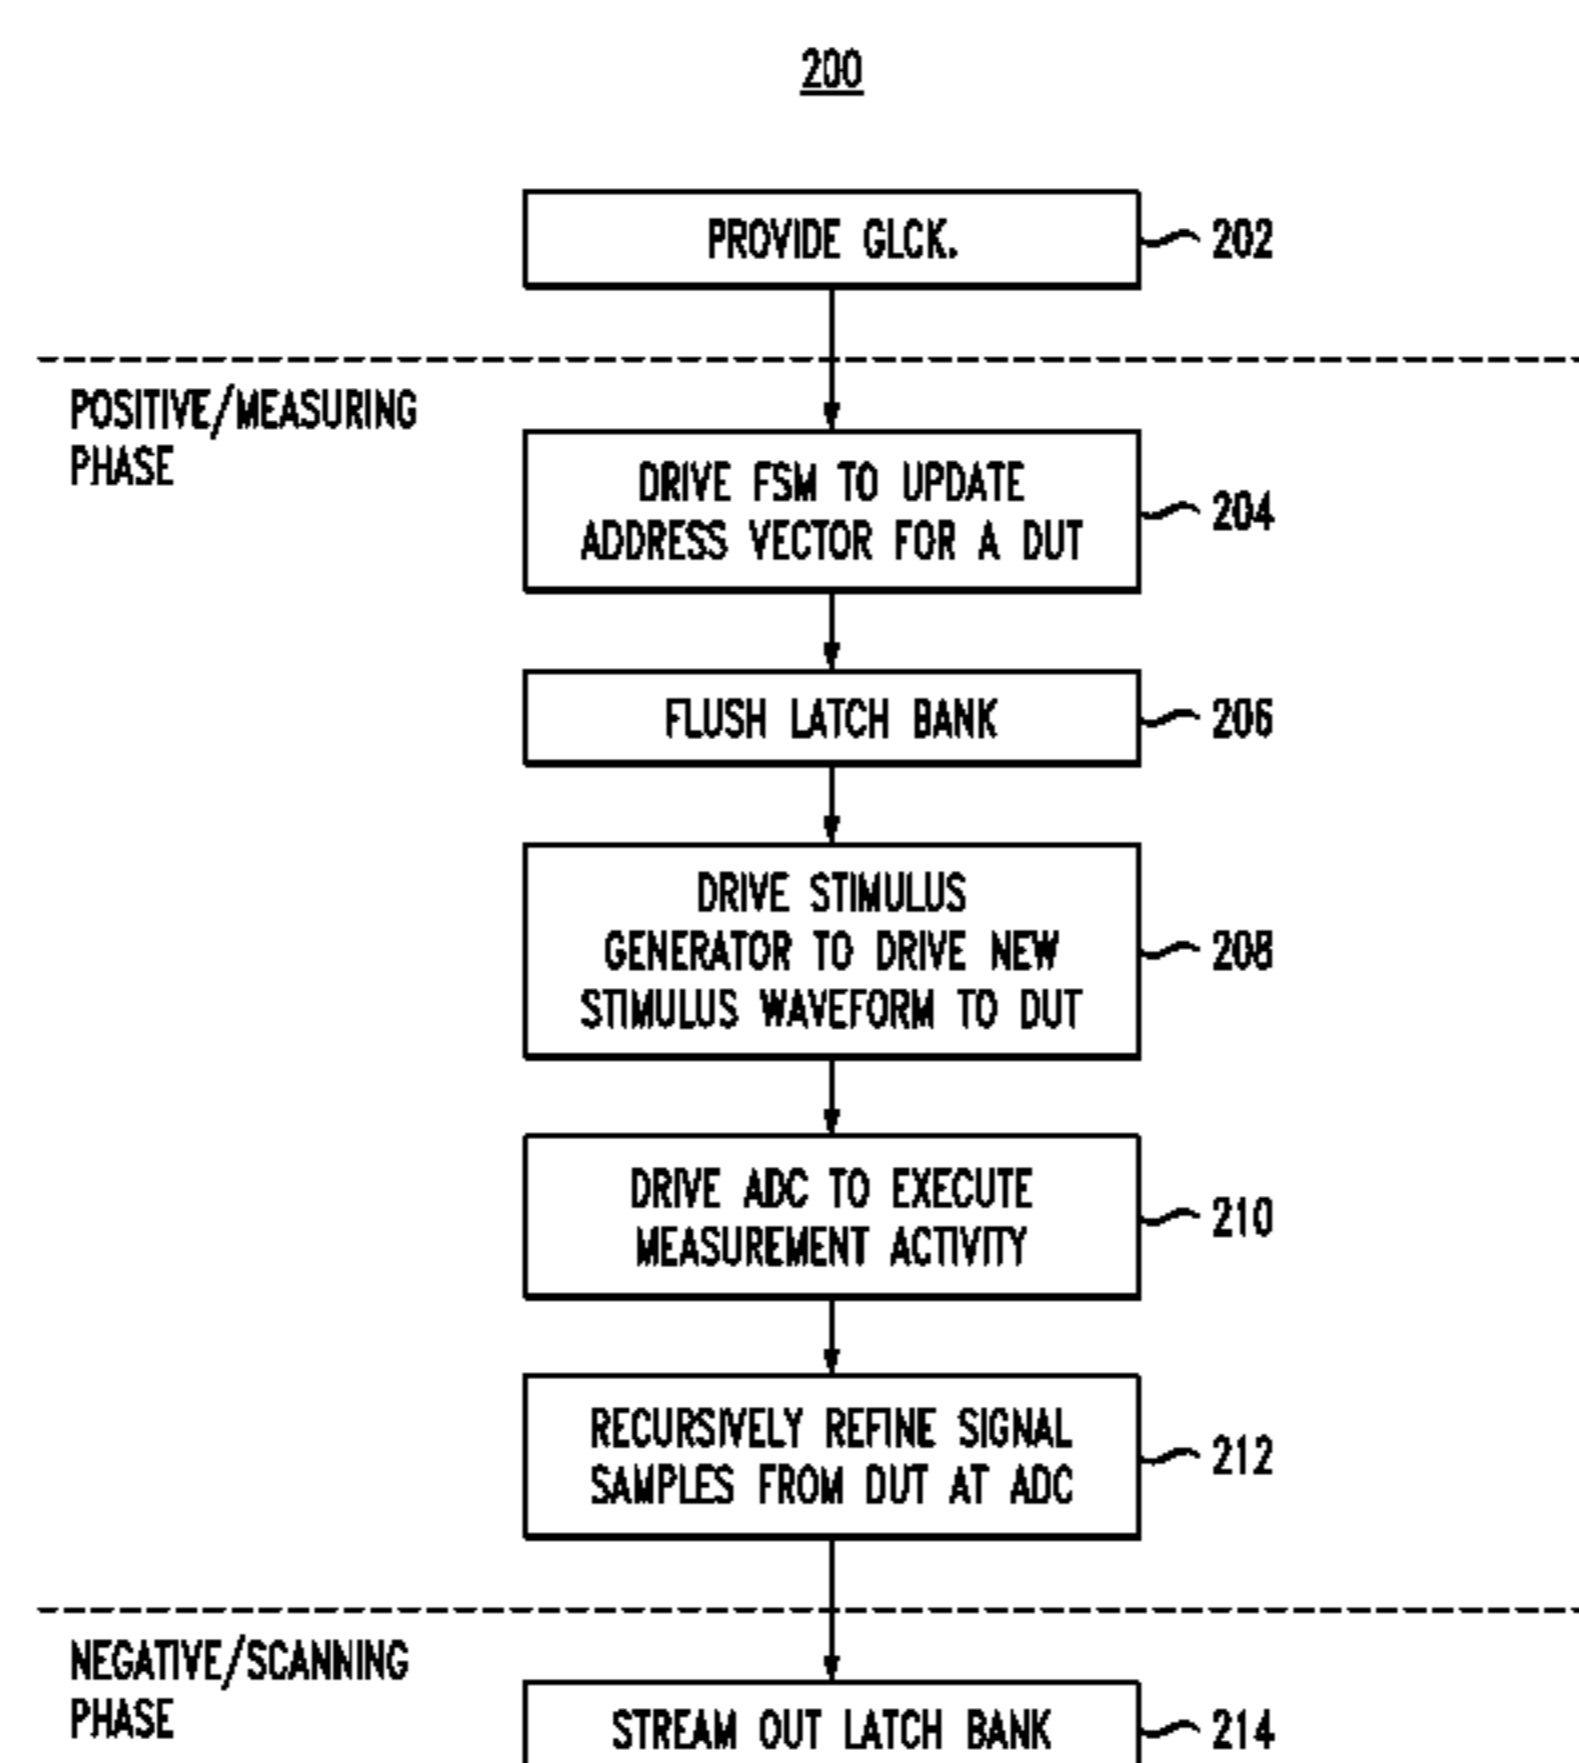 200
PROVIDE GLCK.
202
POSITIVE/MEASURING
PHASE
DRIVE FSM TO UPDATE
ADDRESS VECTOR FOR A DUT
204
FLUSH LATCH BANK
206
DRIVE STIMULUS
GENERATOR TO DRIVE NEW
STIMULUS WAVEFORM TO DUT
208
DRIVE ADC TO EXECUTE
MEASUREMENT ACTIVITY
210
RECURSIVELY REFINE SIGNAL
SAMPLES FROM DUT AT ADC
212
NEGATIVE/SCANNING
PHASE
STREAM OUT LATCH BANK
214